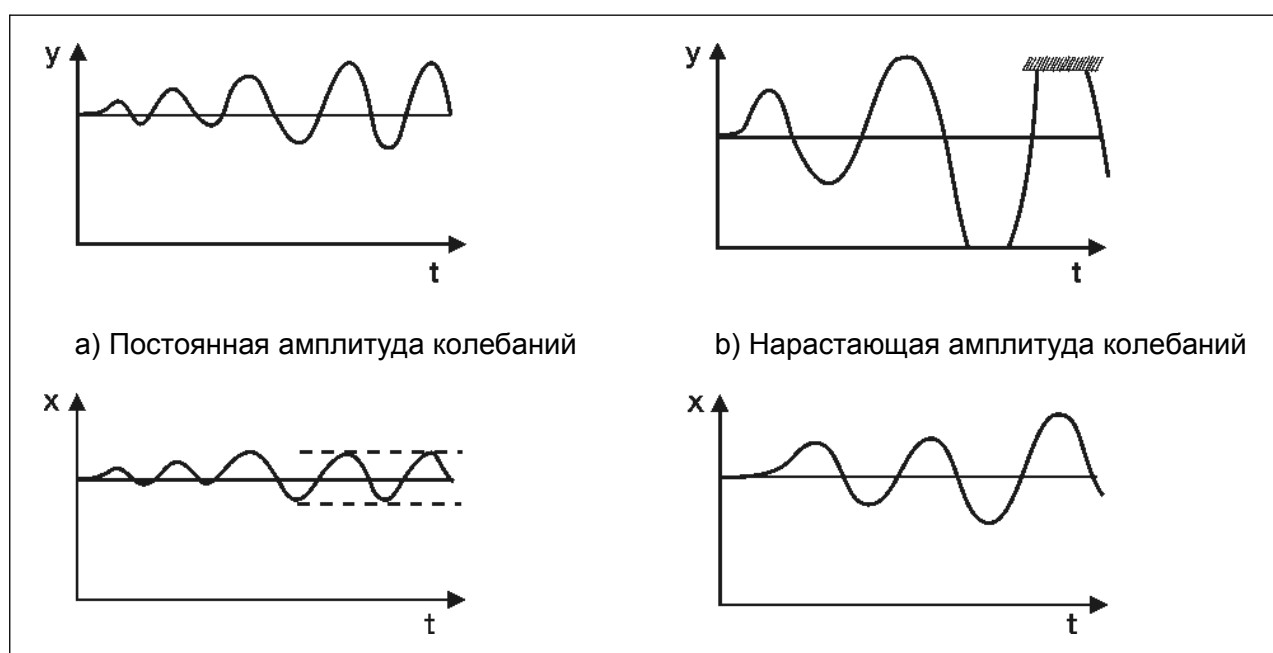 y
y
t
t
a) Постоянная амплитуда колебаний
b) Нарастающая амплитуда колебаний
x
x
t
t